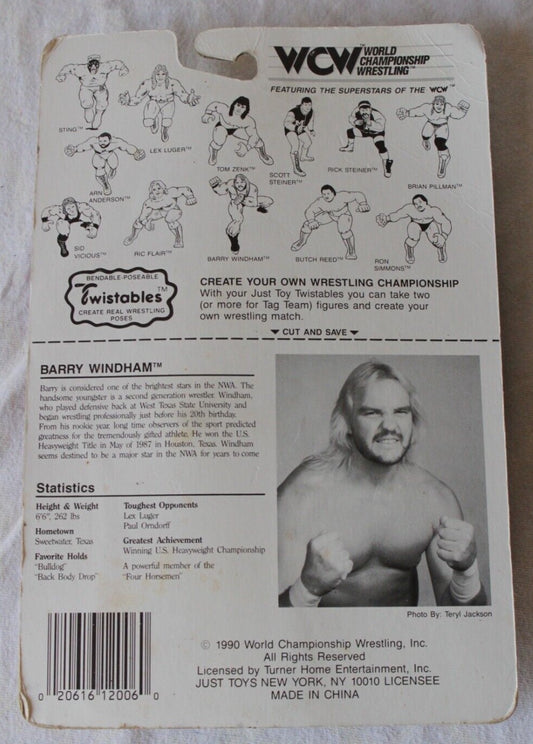 WCW™ WORLD
CHAMPIONSHIP
WRESTLING™
FEATURING THE SUPERSTARS OF THE WCW™
STING™
LEX LUGER™
TOM ZENK™
SCOTT
STEINER™
RICK STEINER™
BRIAN PILLMAN™
ARN
ANDERSON™
SID
VICIOUS™
RIC FLAIR™
BARRY WINDHAM™
BUTCH REED™
RON
SIMMONS™
BENDABLE-POSEABLE
Twistables™
CREATE REAL WRESTLING
POSES
CREATE YOUR OWN WRESTLING CHAMPIONSHIP
With your Just Toy Twistables you can take two
(or more for Tag Team) figures and create your
own wrestling match.
▼ CUT AND SAVE ▼
BARRY WINDHAM™
Barry is considered one of the brightest stars in the NWA. The
handsome youngster is a second generation wrestler. Windham,
who played defensive back at West Texas State University and
began wrestling professionally just before his 20th birthday.
From his rookie year, long time observers of the sport predicted
greatness for the tremendously gifted athlete. He won the U.S.
Heavyweight Title in May of 1987 in Houston, Texas. Windham
seems destined to be a major star in the NWA for years to come
Statistics
Height & Weight
6'6", 262 lbs
Hometown
Sweetwater, Texas
Favorite Holds
"Bulldog"
"Back Body Drop"
Toughest Opponents
Lex Luger
Paul Orndorff
Greatest Achievement
Winning U.S. Heavyweight Championship
A powerful member of the
"Four Horsemen"
Photo By: Teryl Jackson
© 1990 World Championship Wrestling, Inc.
All Rights Reserved
Licensed by Turner Home Entertainment, Inc.
JUST TOYS NEW YORK, NY 10010 LICENSEE
MADE IN CHINA
0 20616 12006 0